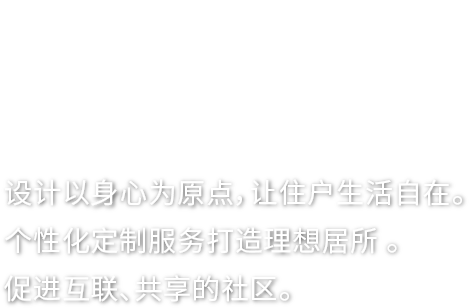 设计以身心为原点，让住户生活自在。
个性化定制服务打造理想居所 。
促进互联、共享的社区。